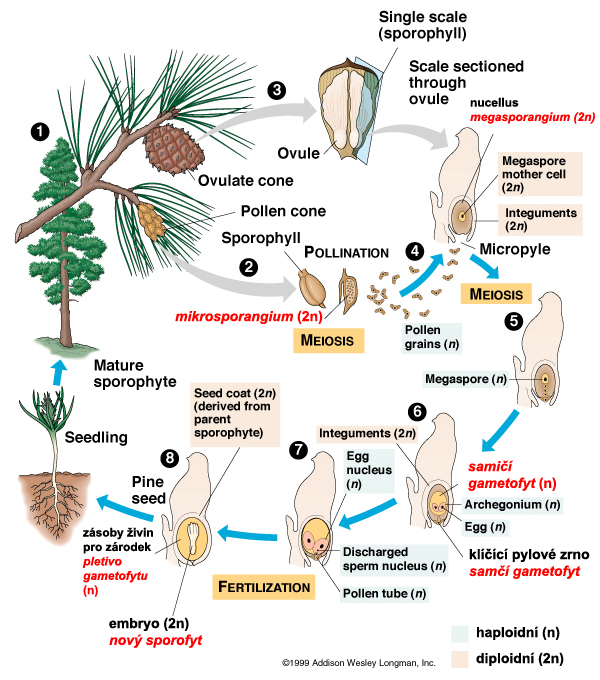 Single scale
(sporophyll)
3
Scale sectioned
through
ovule
nucellus
megasporangium (2n)
1
Ovule
Megaspore
mother cell
(2n)
Ovulate cone
Integuments
(2n)
Pollen cone
Sporophyll
POLLINATION
4
Micropyle
2
MEIOSIS
mikrosporangium (2n)
MEIOSIS
Pollen
grains (n)
5
Mature
sporophyte
Megaspore (n)
Seed coat (2n)
(derived from
parent
sporophyte)
6
Seedling
Integuments (2n)
7
8
Egg
nucleus
(n)
samičí
gametofyt (n)
Pine
seed
Archegonium (n)
Egg (n)
zásoby živin
pro zárodek
pletivo
gametofytu
(n)
Discharged
sperm nucleus (n)
klíčící pylové zrno
samčí gametofyt
FERTILIZATION
Pollen tube (n)
embryo (2n)
nový sporofyt
haploidní (n)
diploidní (2n)
©1999 Addison Wesley Longman, Inc.